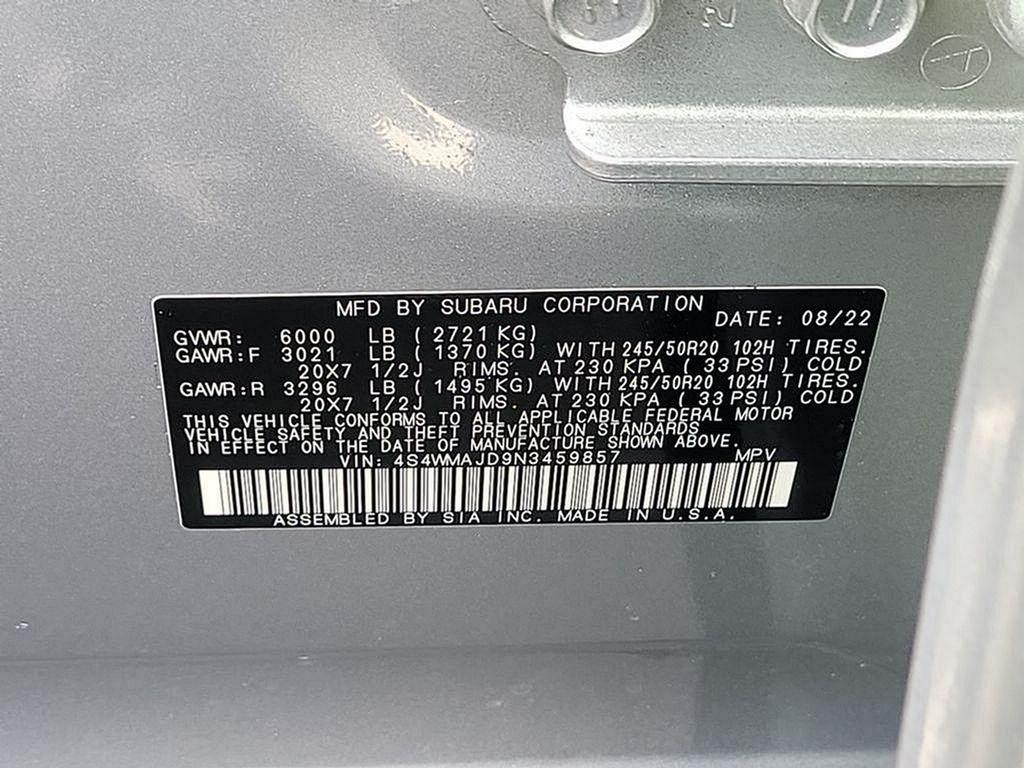 MFD BY SUBARU CORPORATION
DATE: 08/22
GVWR: 6000 LB ( 2721 KG)
GAWR:F 3021 LB ( 1370 KG) WITH 245/50R20 102H TIRES.
20X7 1/2J RIMS. AT 230 KPA ( 33 PSI) COLD
GAWR:R 3296 LB ( 1495 KG) WITH 245/50R20 102H TIRES.
20X7 1/2J RIMS. AT 230 KPA ( 33 PSI) COLD
THIS VEHICLE CONFORMS TO ALL APPLICABLE FEDERAL MOTOR
VEHICLE SAFETY AND THEFT PREVENTION STANDARDS
IN EFFECT ON THE DATE OF MANUFACTURE SHOWN ABOVE.
VIN: 4S4WMAJD9N3459857 MPV
ASSEMBLED BY SIA INC. MADE IN U.S.A.